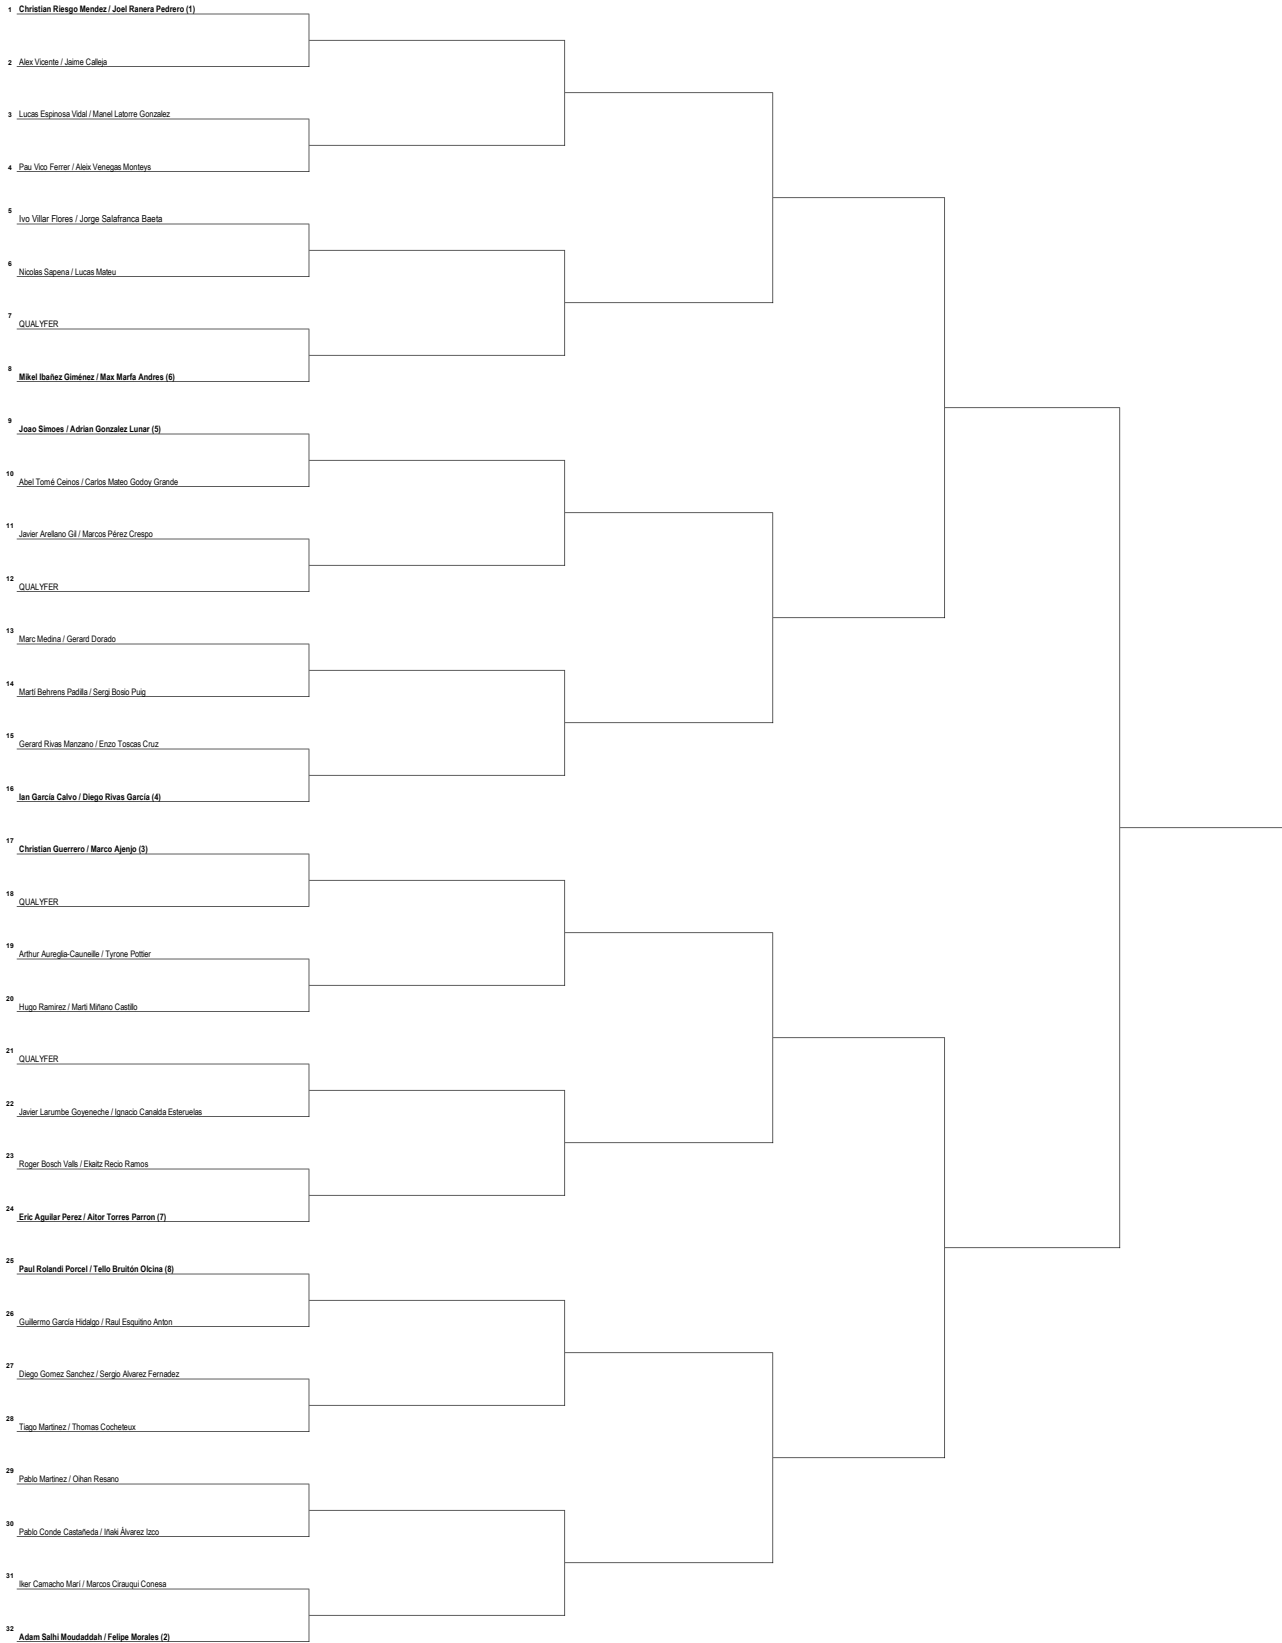 1 Christian Riesgo Mendez / Joel Ranera Pedrero (1)
2 Alex Vicente / Jaime Calleja
3 Lucas Espinosa Vidal / Manel Latorre Gonzalez
4 Pau Vico Ferrer / Aleix Venegas Monteys
5 Ivo Villar Flores / Jorge Salafranca Baeta
6 Nicolas Sapena / Lucas Mateu
7 QUALYFER
8 Mikel Ibañez Giménez / Max Marfa Andres (6)
9 Joao Simoes / Adrian Gonzalez Lunar (5)
10 Abel Tomé Ceinos / Carlos Mateo Godoy Grande
11 Javier Arellano Gil / Marcos Pérez Crespo
12 QUALYFER
13 Marc Medina / Gerard Dorado
14 Martí Behrens Padilla / Sergi Bosio Puig
15 Gerard Rivas Manzano / Enzo Toscas Cruz
16 Ian García Calvo / Diego Rivas García (4)
17 Christian Guerrero / Marco Ajenjo (3)
18 QUALYFER
19 Arthur Aureglia-Cauneille / Tyrone Pottier
20 Hugo Ramirez / Marti Miñano Castillo
21 QUALYFER
22 Javier Larumbe Goyeneche / Ignacio Canalda Esteruelas
23 Roger Bosch Valls / Ekaitz Recio Ramos
24 Eric Aguilar Perez / Aitor Torres Parron (7)
25 Paul Rolandi Porcel / Tello Bruitón Olcina (8)
26 Guillermo Garcia Hidalgo / Raul Esquitino Anton
27 Diego Gomez Sanchez / Sergio Alvarez Fernadez
28 Tiago Martinez / Thomas Cocheteux
29 Pablo Martinez / Oihan Resano
30 Pablo Conde Castañeda / Iñaki Álvarez Izco
31 Iker Camacho Marí / Marcos Cirauqui Conesa
32 Adam Salhi Moudaddah / Felipe Morales (2)